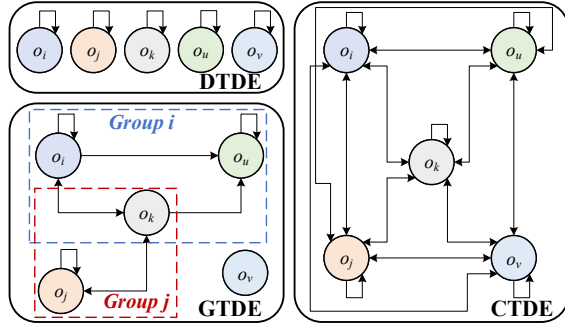 o_i o_j o_k o_u o_v
DTDE
Group i
o_i o_u
o_k
o_j o_v
Group j GTDE
o_i o_u
o_k
o_j o_v
CTDE